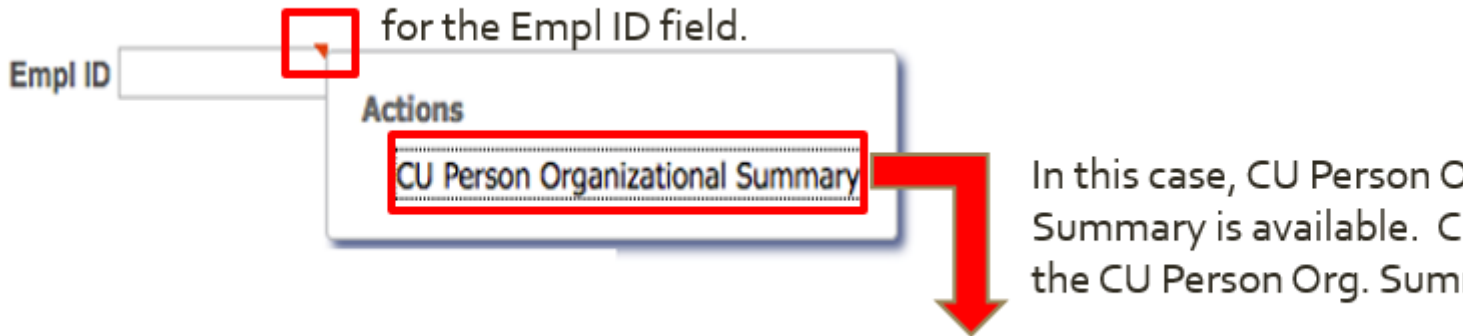 for the Empl ID field.
Empl ID
Actions
CU Person Organizational Summary
In this case, CU Person
Summary is available.
the CU Person Org.